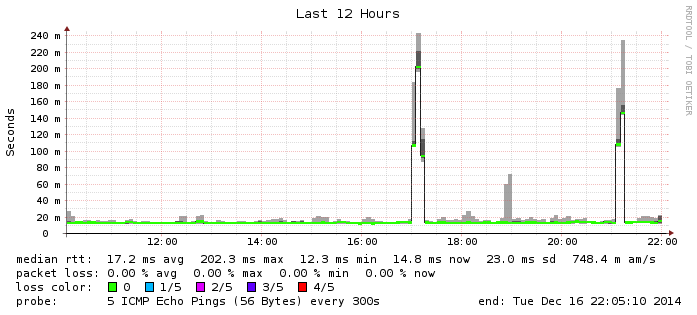 Last 12 Hours
RRDTOOL / TOBI OETIKER
Seconds
240 m
220 m
200 m
180 m
160 m
140 m
120 m
100 m
80 m
60 m
40 m
20 m
0
12:00 14:00 16:00 18:00 20:00 22:00
median rtt: 17.2 ms avg 202.3 ms max 12.3 ms min 14.8 ms now 23.0 ms sd 748.4 m am/s
packet loss: 0.00 % avg 0.00 % max 0.00 % min 0.00 % now
loss color: 0 1/5 2/5 3/5 4/5
probe: 5 ICMP Echo Pings (56 Bytes) every 300s end: Tue Dec 16 22:05:10 2014